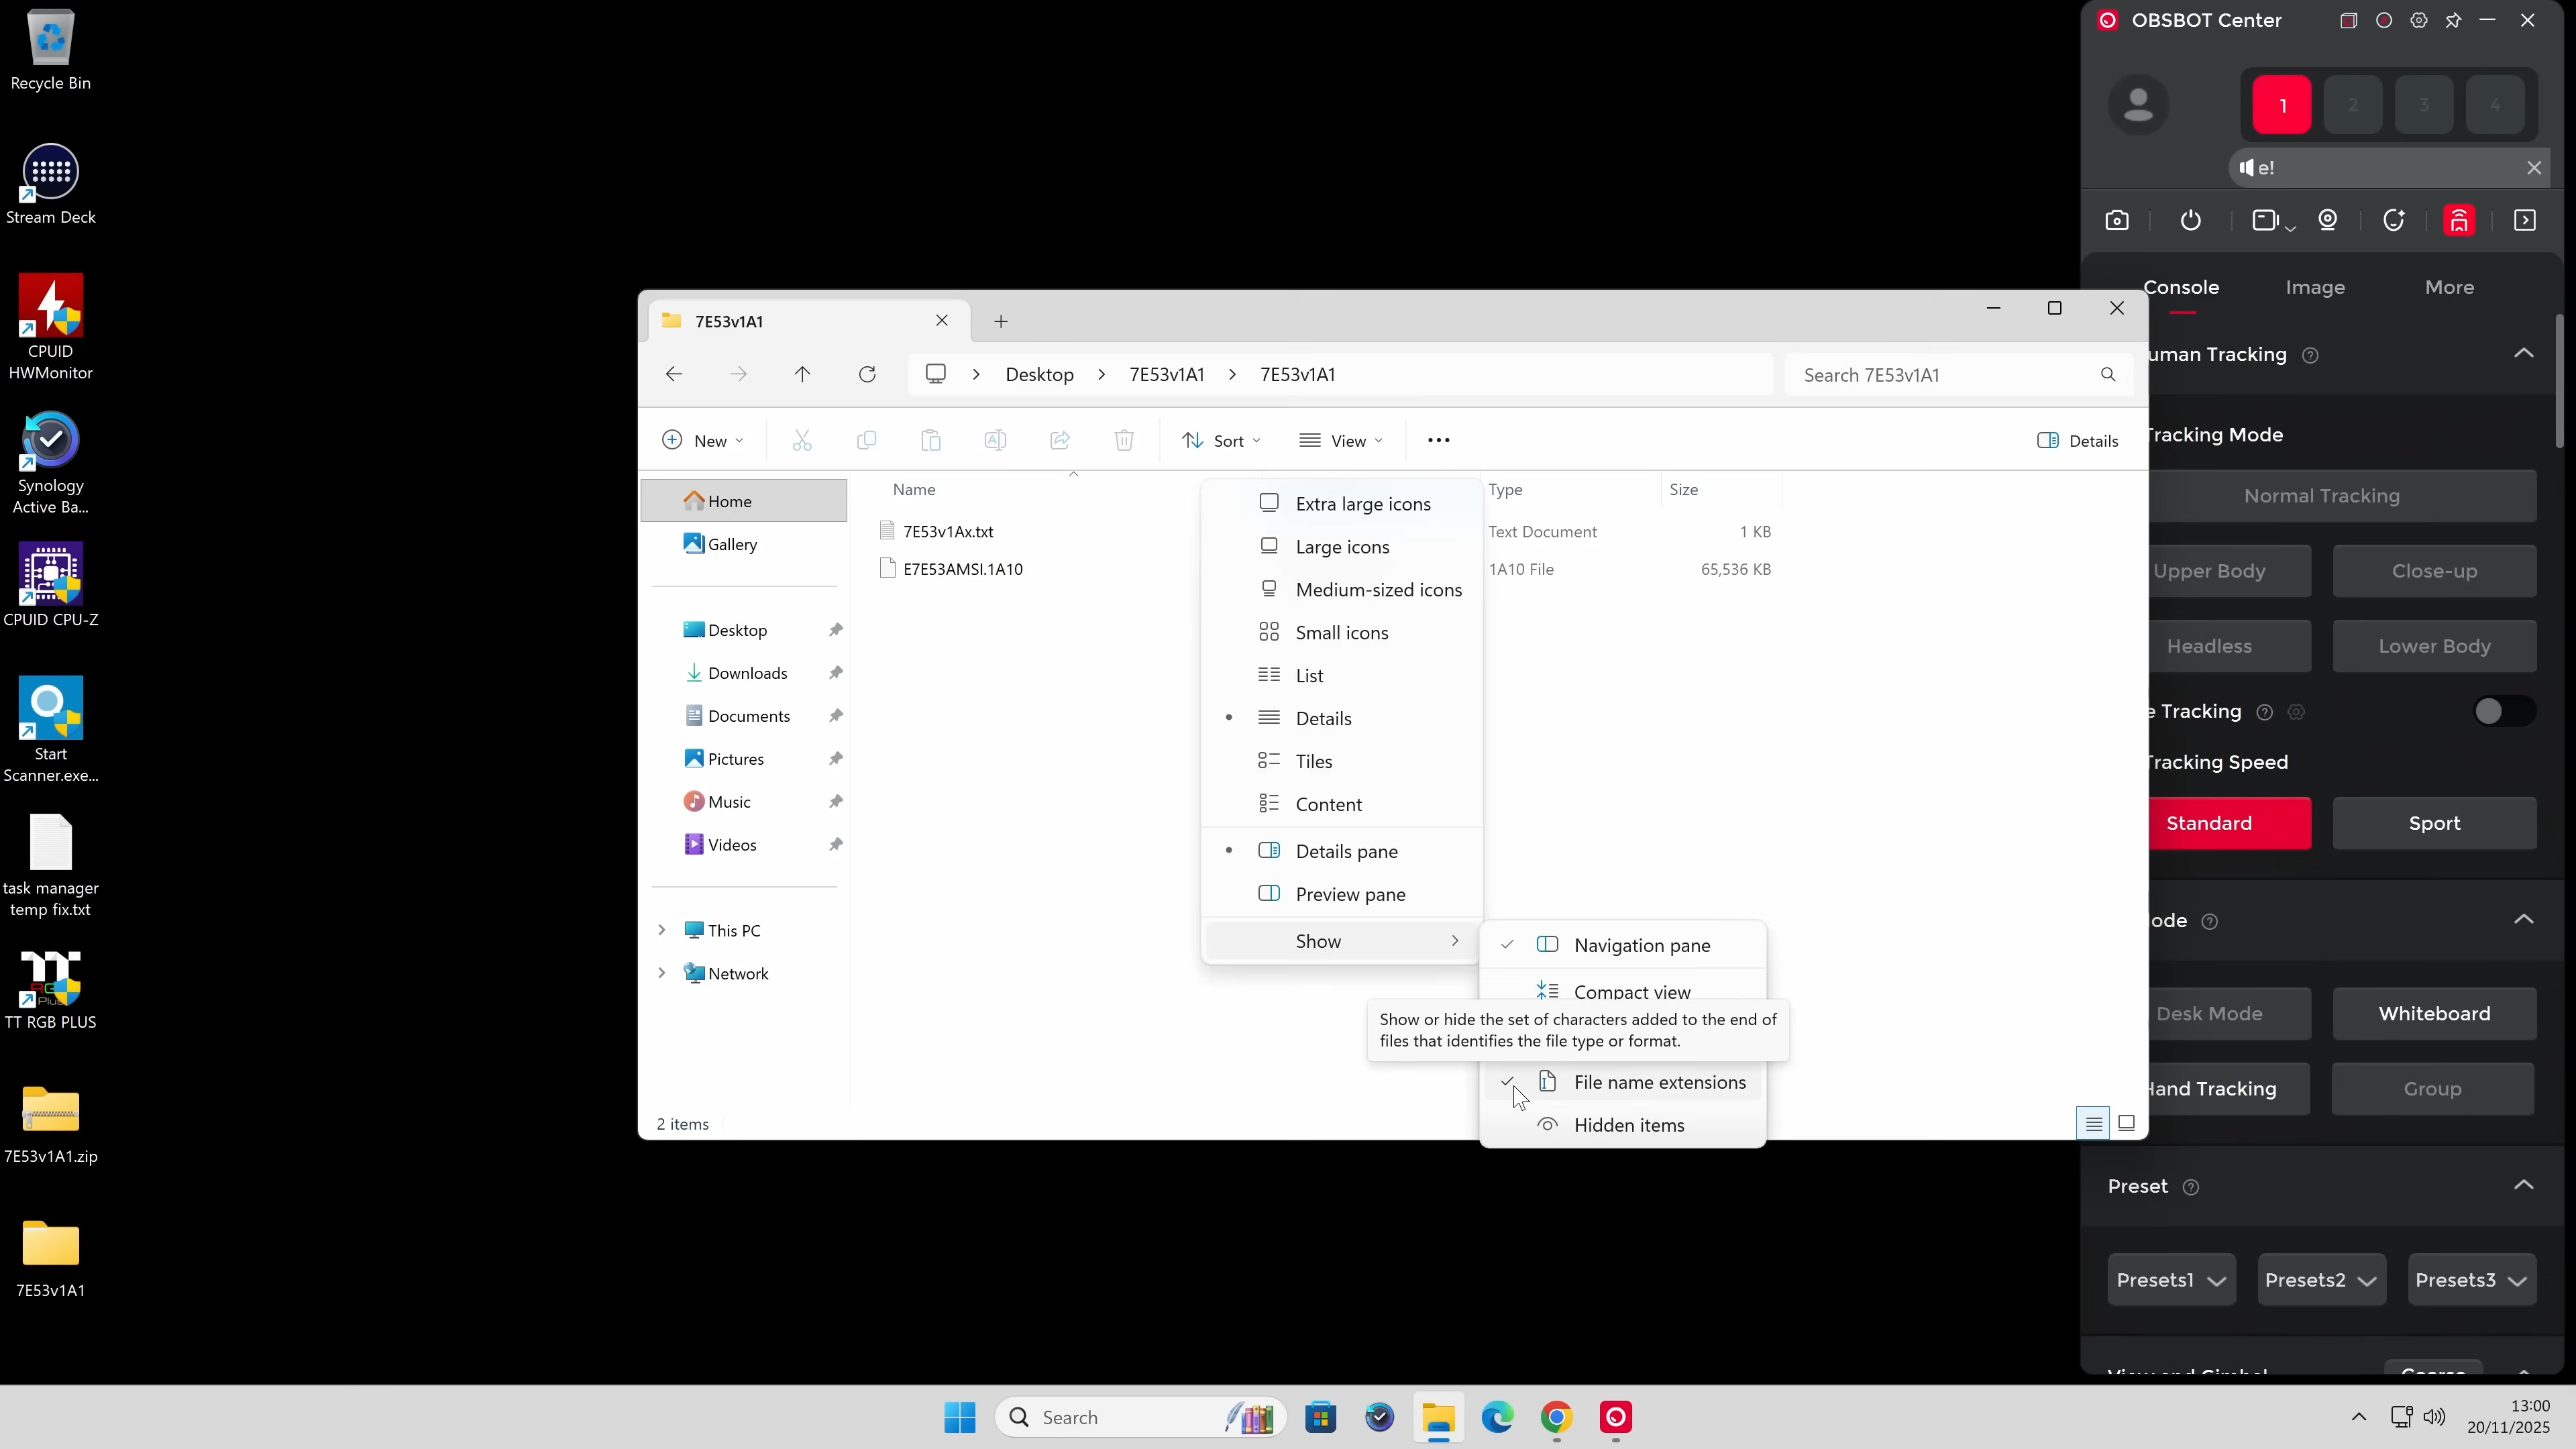 Recycle Bin
Stream Deck
CPUID
HWMonitor
Synology
Active Ba...
CPUID CPU-Z
Start
Scanner.exe...
task manager
temp fix.txt
TT RGB PLUS
7E53v1A1.zip
7E53v1A1
7E53v1A1
Desktop
7E53v1A1
7E53v1A1
Search 7E53v1A1
New
Sort
View
Details
Home
Gallery
Desktop
Downloads
Documents
Pictures
Music
Videos
This PC
Network
Name
Type
Size
7E53v1Ax.txt
Text Document
1 KB
E7E53AMSI.1A10
1A10 File
65,536 KB
Extra large icons
Large icons
Medium-sized icons
Small icons
List
Details
Tiles
Content
Details pane
Preview pane
Show
Navigation pane
Compact view
Show or hide the set of characters added to the end of
files that identifies the file type or format.
File name extensions
Hidden items
2 items
OBSBOT Center
1
2
3
4
e!
Console
Image
More
uman Tracking
Tracking Mode
Normal Tracking
Upper Body
Close-up
Headless
Lower Body
e Tracking
Tracking Speed
Standard
Sport
ode
Desk Mode
Whiteboard
Hand Tracking
Group
Preset
Presets1
Presets2
Presets3
Search
13:00
20/11/2025